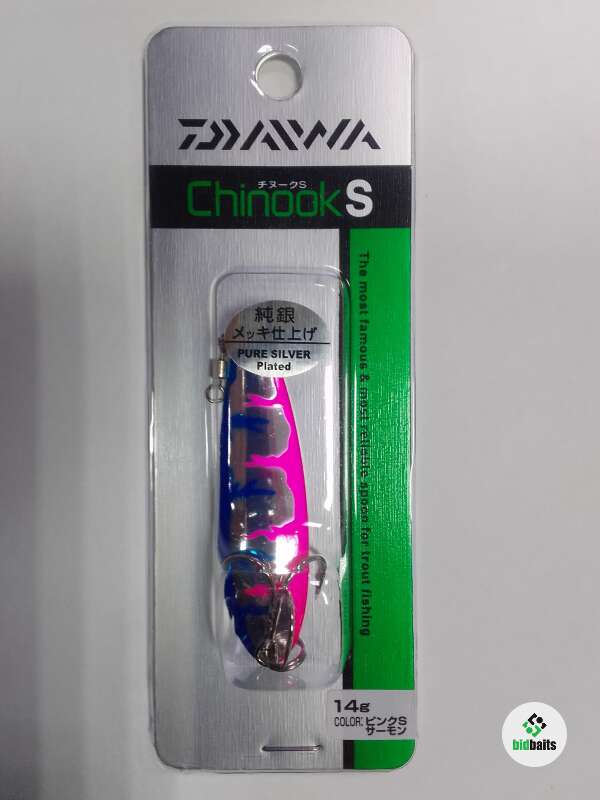 DAIWA
チヌークS
Chinook S
純銀
メッキ仕上げ
PURE SILVER
Plated
The most famous & most reliable spoon for trout fishing
14g
COLOR: ピンクS
サーモン
bidbaits